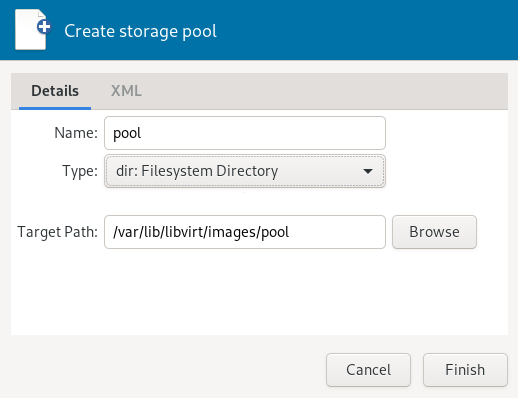 Create storage pool
Details XML
Name: pool
Type: dir: Filesystem Directory
Target Path: /var/lib/libvirt/images/pool Browse
Cancel Finish